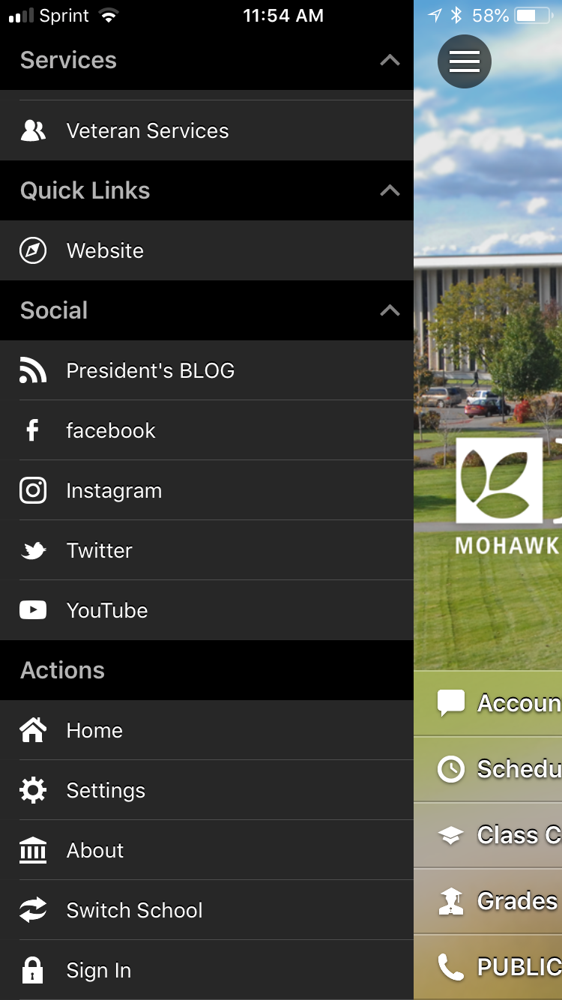 Sprint 11:54 AM 58%
Services
Veteran Services
Quick Links
Website
Social
President's BLOG
facebook
Instagram
Twitter
YouTube
Actions
Home
Settings
About
Switch School
Sign In
MOHAWK
Accoun
Schedu
Class C
Grades
PUBLIC